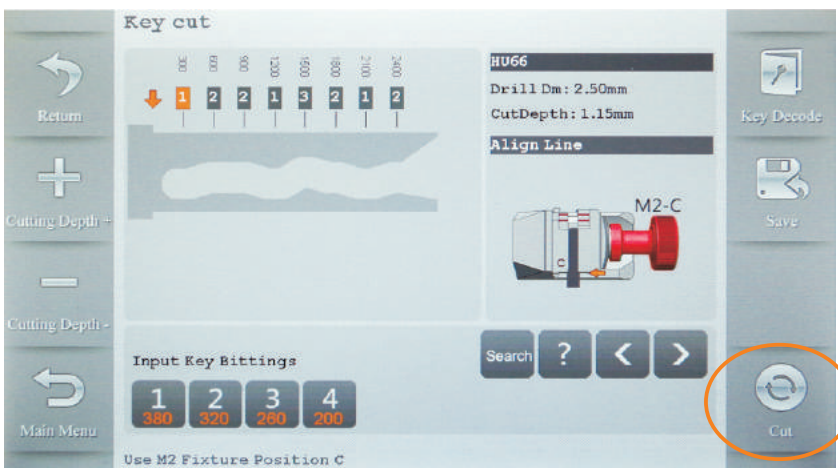 Key cut
Return
Cutting Depth +
Cutting Depth -
Main Menu
300 600 900 1200 1500 1800 2100 2400
1 2 2 1 3 2 1 2
HU66
Drill Dm: 2.50mm
CutDepth: 1.15mm
Align Line
M2-C
C
Search ? < >
Input Key Bittings
1 2 3 4
380 320 260 200
Use M2 Fixture Position C
Key Decode
Save
Cut